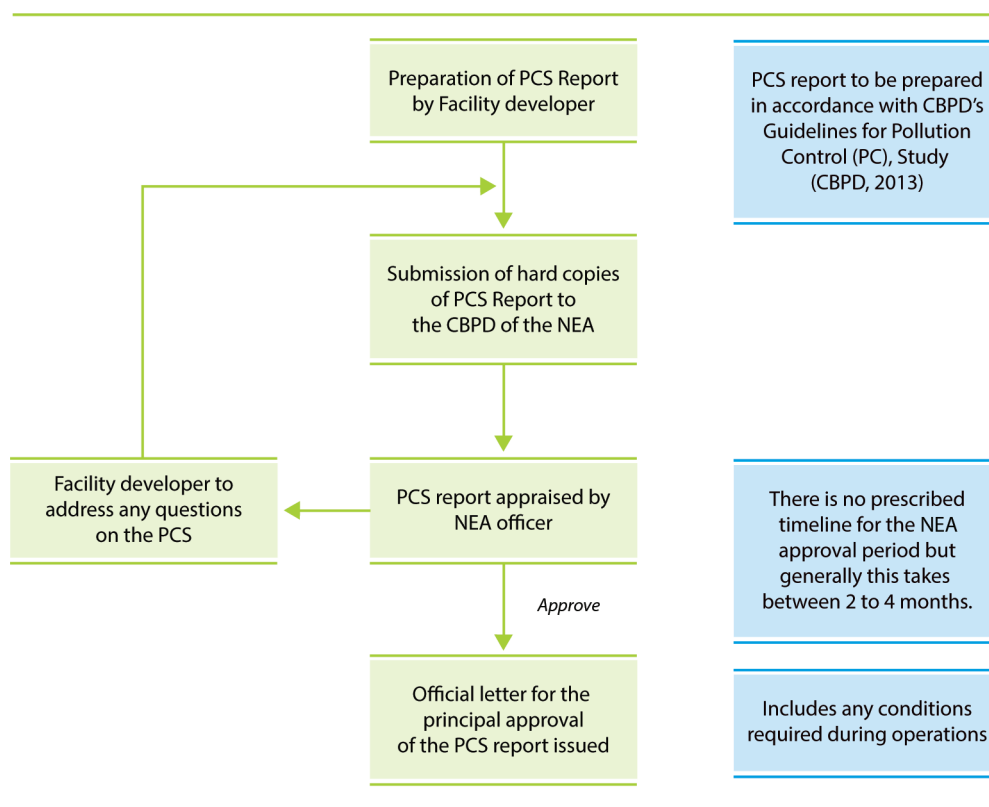 Preparation of PCS Report
by Facility developer
PCS report to be prepared
in accordance with CBPD’s
Guidelines for Pollution
Control (PC), Study
(CBPD, 2013)
Submission of hard copies
of PCS Report to
the CBPD of the NEA
Facility developer to
address any questions
on the PCS
PCS report appraised by
NEA officer
There is no prescribed
timeline for the NEA
approval period but
generally this takes
between 2 to 4 months.
Approve
Official letter for the
principal approval
of the PCS report issued
Includes any conditions
required during operations